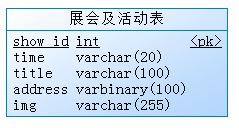 展会及活动表
show_id int <pk>
time varchar(20)
title varchar(100)
address varbinary(100)
img varchar(255)